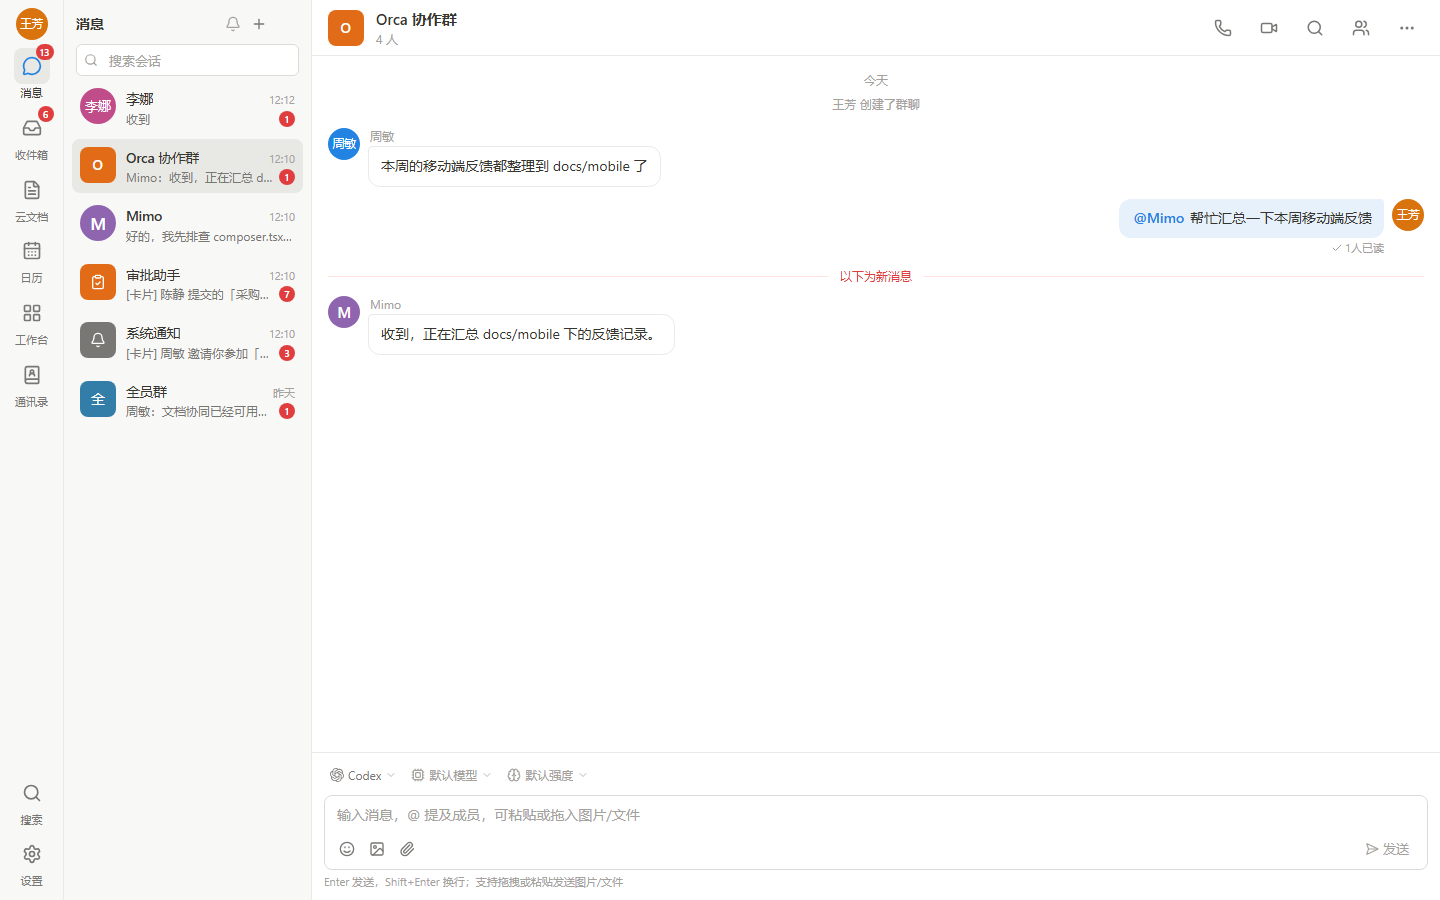 王芳
13
消息
6
收件箱
云文档
日历
工作台
通讯录
搜索
设置
消息
搜索会话
李娜
李娜
12:12
收到
1
O
Orca 协作群
12:10
Mimo：收到，正在汇总 d...
1
M
Mimo
12:10
好的，我先排查 composer.tsx...
审批助手
12:10
[卡片] 陈静 提交的「采购...
7
系统通知
12:10
[卡片] 周敏 邀请你参加「...
3
全
全员群
昨天
周敏：文档协同已经可用...
1
O
Orca 协作群
4 人
今天
王芳 创建了群聊
周敏
周敏
本周的移动端反馈都整理到 docs/mobile 了
@Mimo 帮忙汇总一下本周移动端反馈
王芳
1人已读
以下为新消息
M
Mimo
收到，正在汇总 docs/mobile 下的反馈记录。
Codex
默认模型
默认强度
输入消息，@ 提及成员，可粘贴或拖入图片/文件
发送
Enter 发送，Shift+Enter 换行；支持拖拽或粘贴发送图片/文件